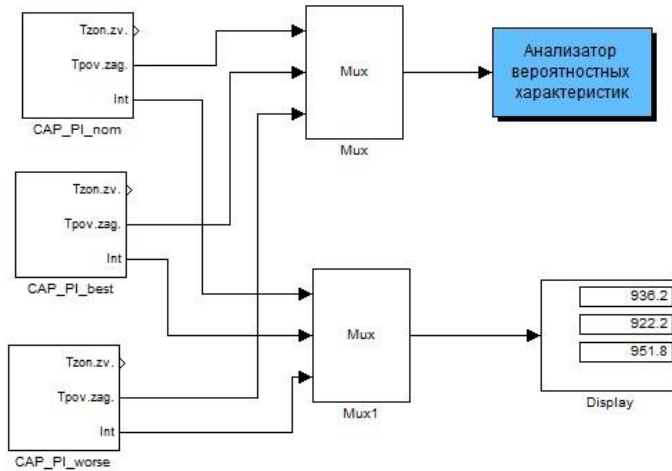 Tzon.zv.
Tpov.zag.
Int
CAP_PI_nom
Mux
Mux
Анализатор
вероятностных
характеристик
Tzon.zv.
Tpov.zag.
Int
CAP_PI_best
Mux
Mux1
936.2
922.2
951.8
Display
Tzon.zv.
Tpov.zag.
Int
CAP_PI_worse